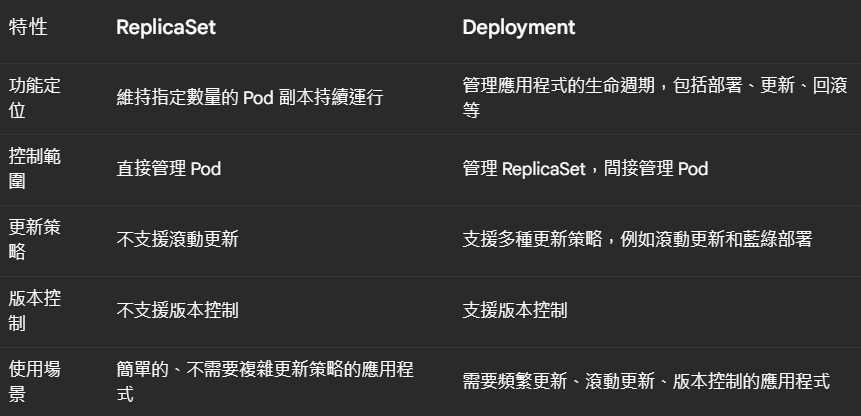 特性 ReplicaSet Deployment
功能定位 維持指定數量的 Pod 副本持續運行 管理應用程式的生命週期，包括部署、更新、回滾等
控制範圍 直接管理 Pod 管理 ReplicaSet，間接管理 Pod
更新策略 不支援滾動更新 支援多種更新策略，例如滾動更新和藍綠部署
版本控制 不支援版本控制 支援版本控制
使用場景 簡單的、不需要複雜更新策略的應用程式 需要頻繁更新、滾動更新、版本控制的應用程式